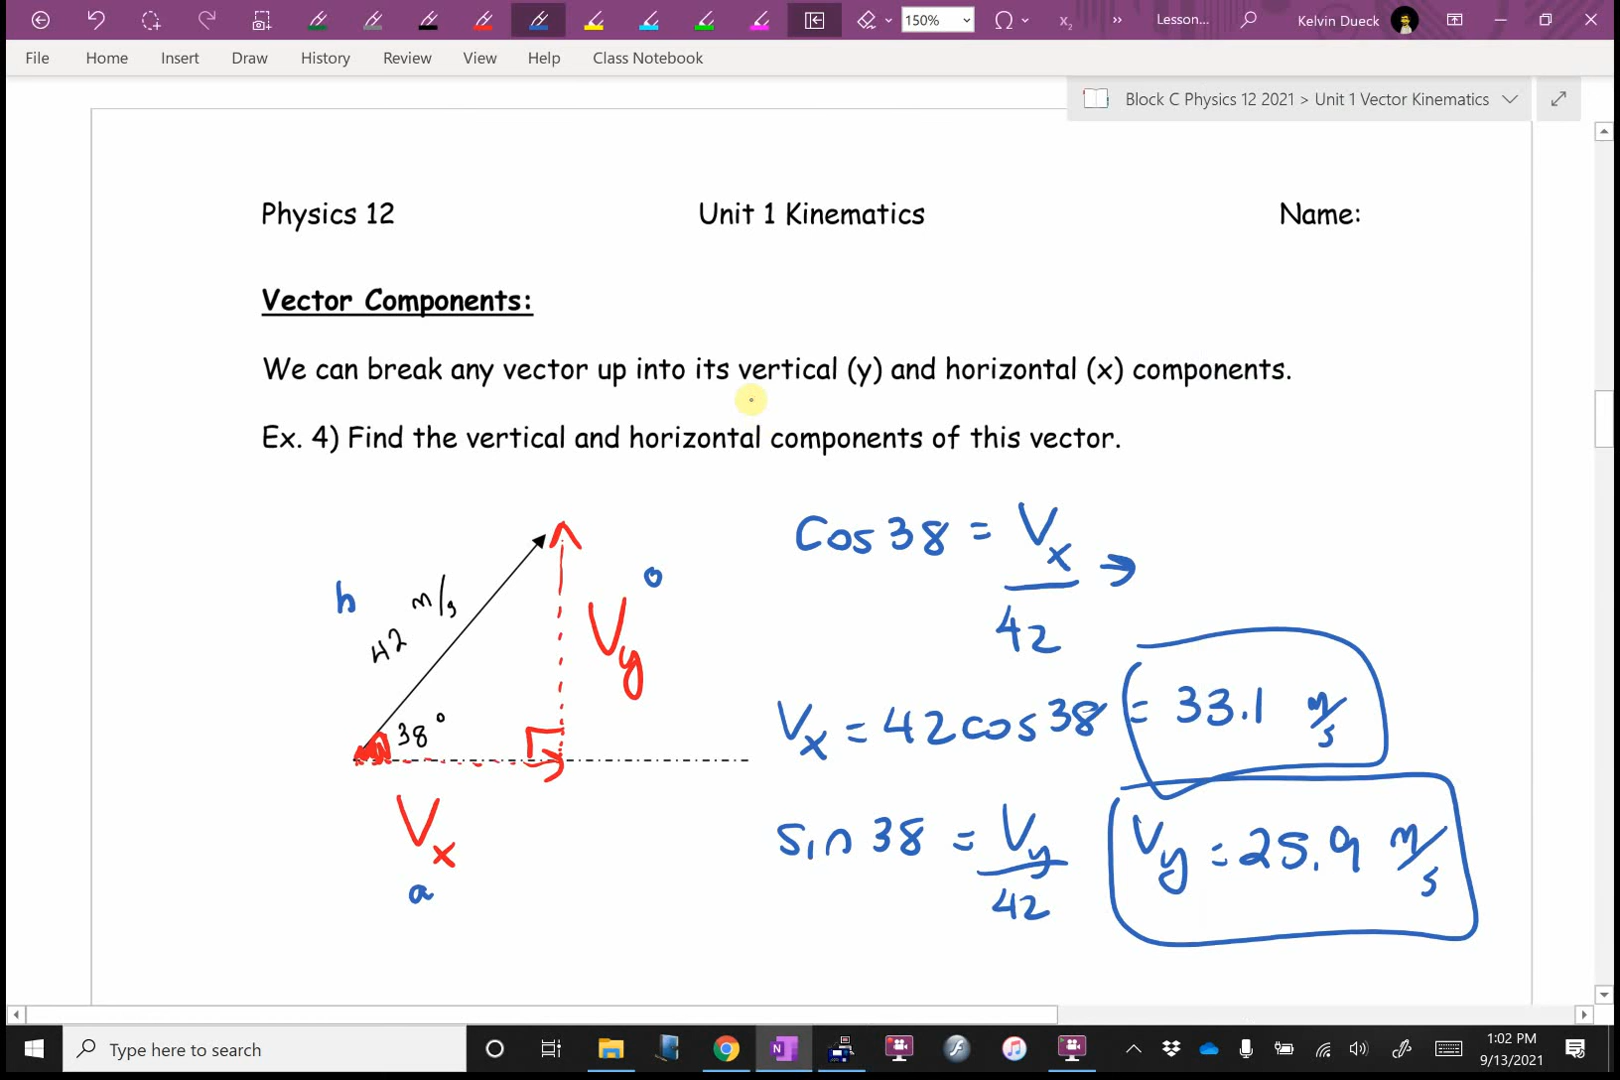 150%
x₂
Lesson...
Kelvin Dueck
File Home Insert Draw History Review View Help Class Notebook
Block C Physics 12 2021 > Unit 1 Vector Kinematics
Physics 12 Unit 1 Kinematics Name:
Vector Components:
We can break any vector up into its vertical (y) and horizontal (x) components.
Ex. 4) Find the vertical and horizontal components of this vector.
h
42 m/s
38°
Vy
o
Vx
a
Cos 38 = Vx / 42 →
Vx = 42 cos 38 = 33.1 m/s
sin 38 = Vy / 42
Vy = 25.9 m/s
Type here to search
1:02 PM
9/13/2021